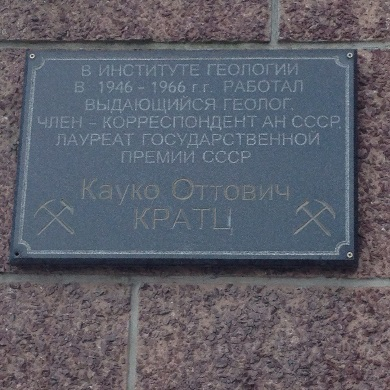 В ИНСТИТУТЕ ГЕОЛОГИИ
В 1946 - 1966 г.г. РАБОТАЛ
ВЫДАЮЩИЙСЯ ГЕОЛОГ.
ЧЛЕН – КОРРЕСПОНДЕНТ АН СССР.
ЛАУРЕАТ ГОСУДАРСТВЕННОЙ
ПРЕМИИ СССР
Кауко Оттович
КРАТЦ